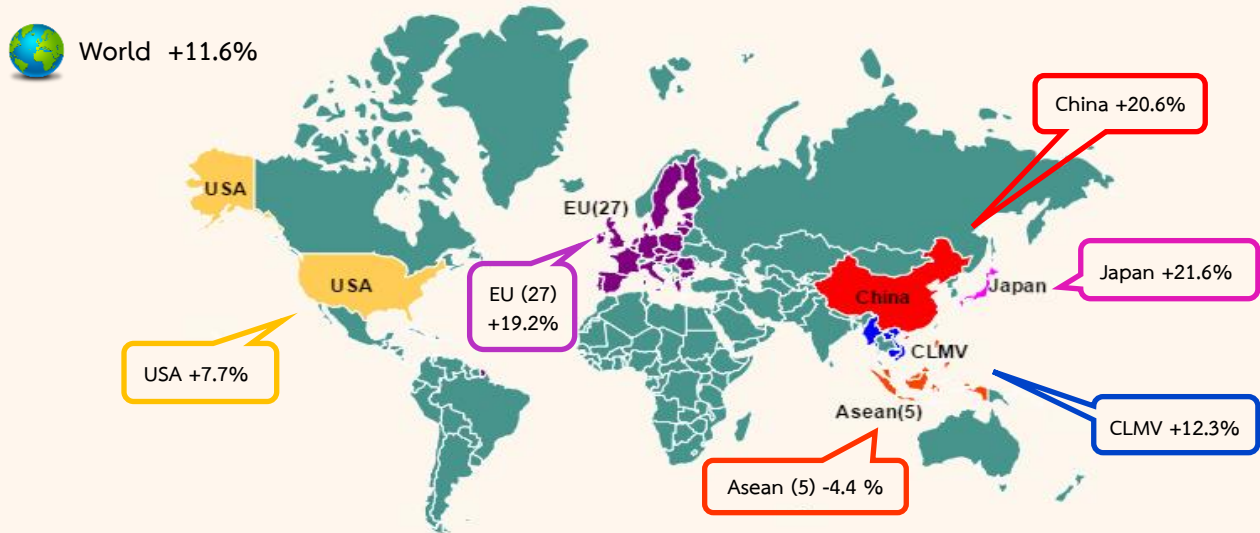 World +11.6%
China +20.6%
USA
EU(27)
Japan +21.6%
Japan
EU (27)
+19.2%
USA
China
CLMV
USA +7.7%
Asean(5)
CLMV +12.3%
Asean (5) -4.4 %